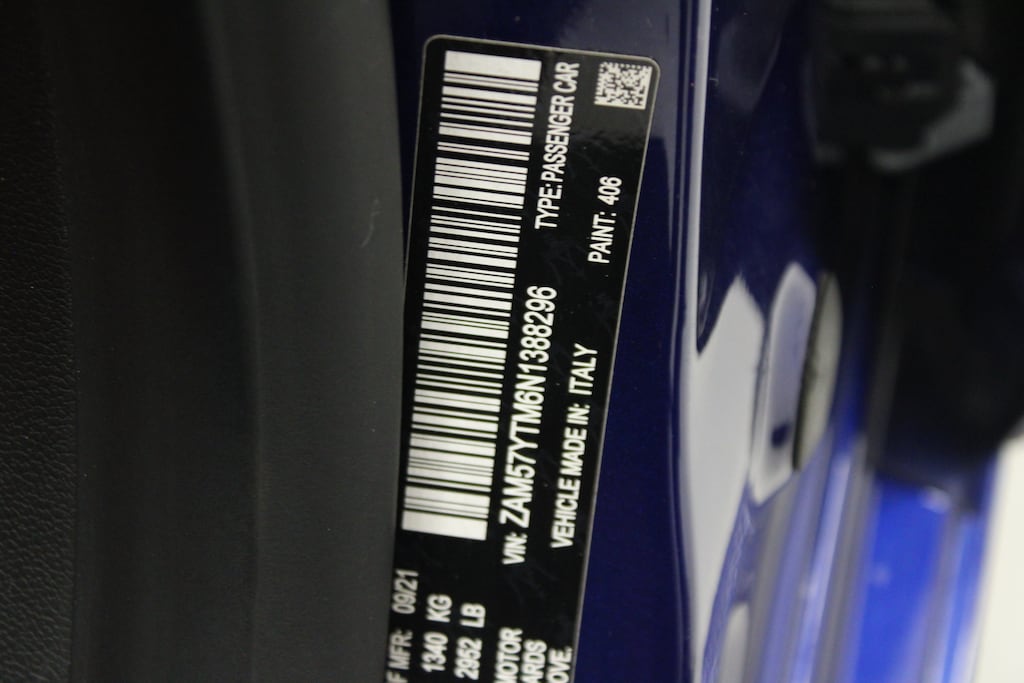 F MFR: 09/21
1340 KG
2952 LB
VIN: ZAM57YTM6N1388296 TYPE: PASSENGER CAR
MOTOR
ARDS
VEHICLE MADE IN: ITALY PAINT: 406
OVE.